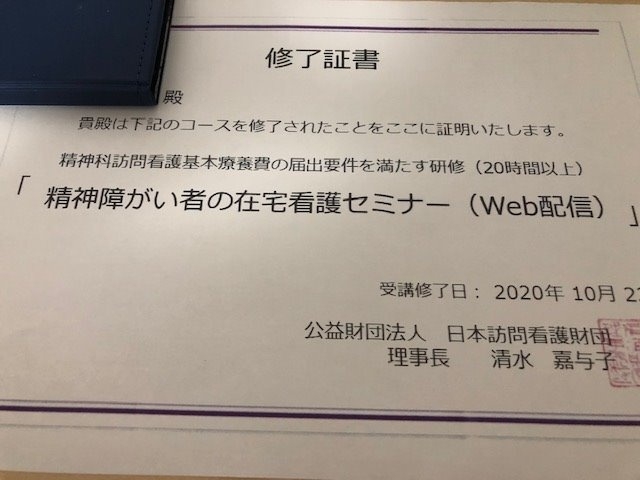 修了証書
殿
貴殿は下記のコースを修了されたことをここに証明いたします。
精神科訪問看護基本療養費の届出要件を満たす研修（20時間以上）
「精神障がい者の在宅看護セミナー（Web配信）」
受講修了日： 2020年 10月 2
公益財団法人 日本訪問看護財団
理事長 清水 嘉与子